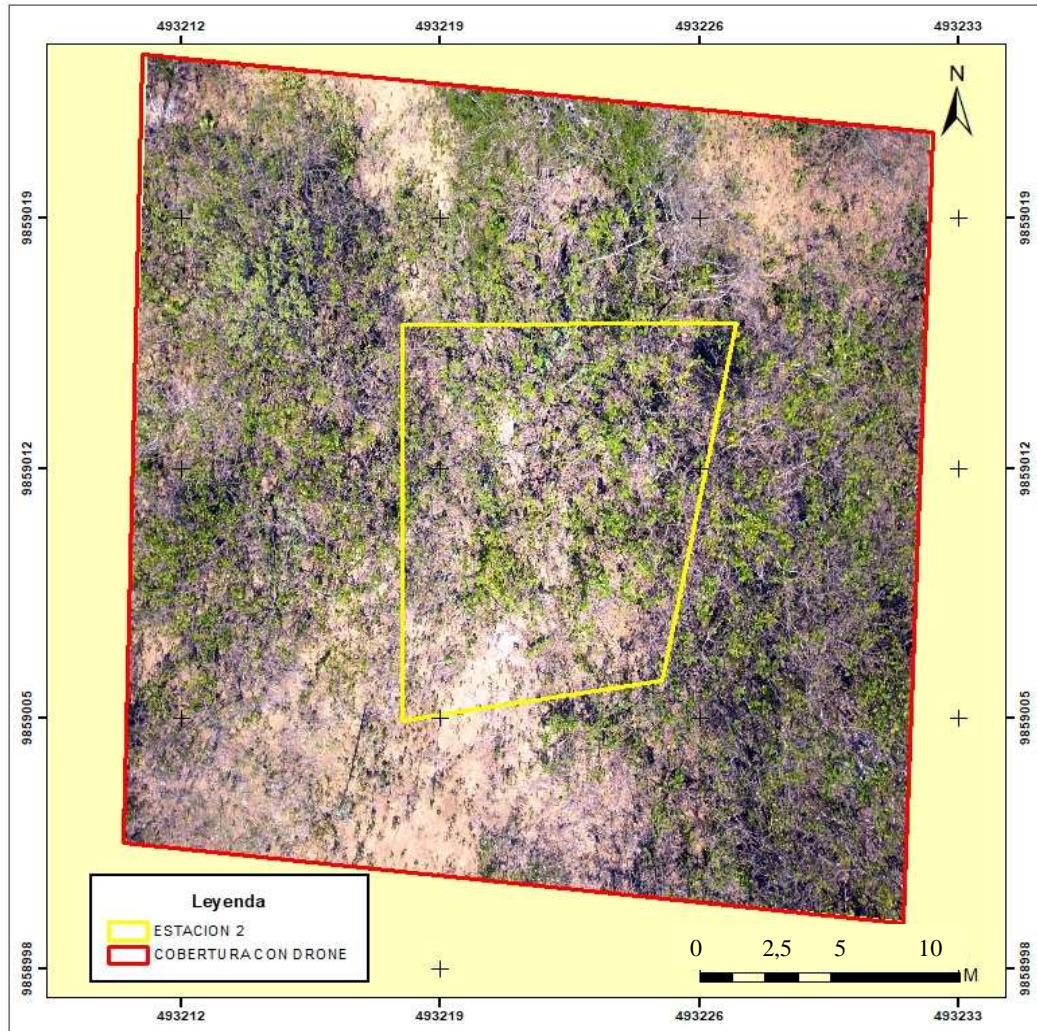 493212 493219 493226 493233
N
9859019 9859019
9859012 9859012
9859005 9859005
Leyenda
ESTACION 2
COBERTURA CON DRONE
0 2,5 5 10
M
9858998 9858998
493212 493219 493226 493233